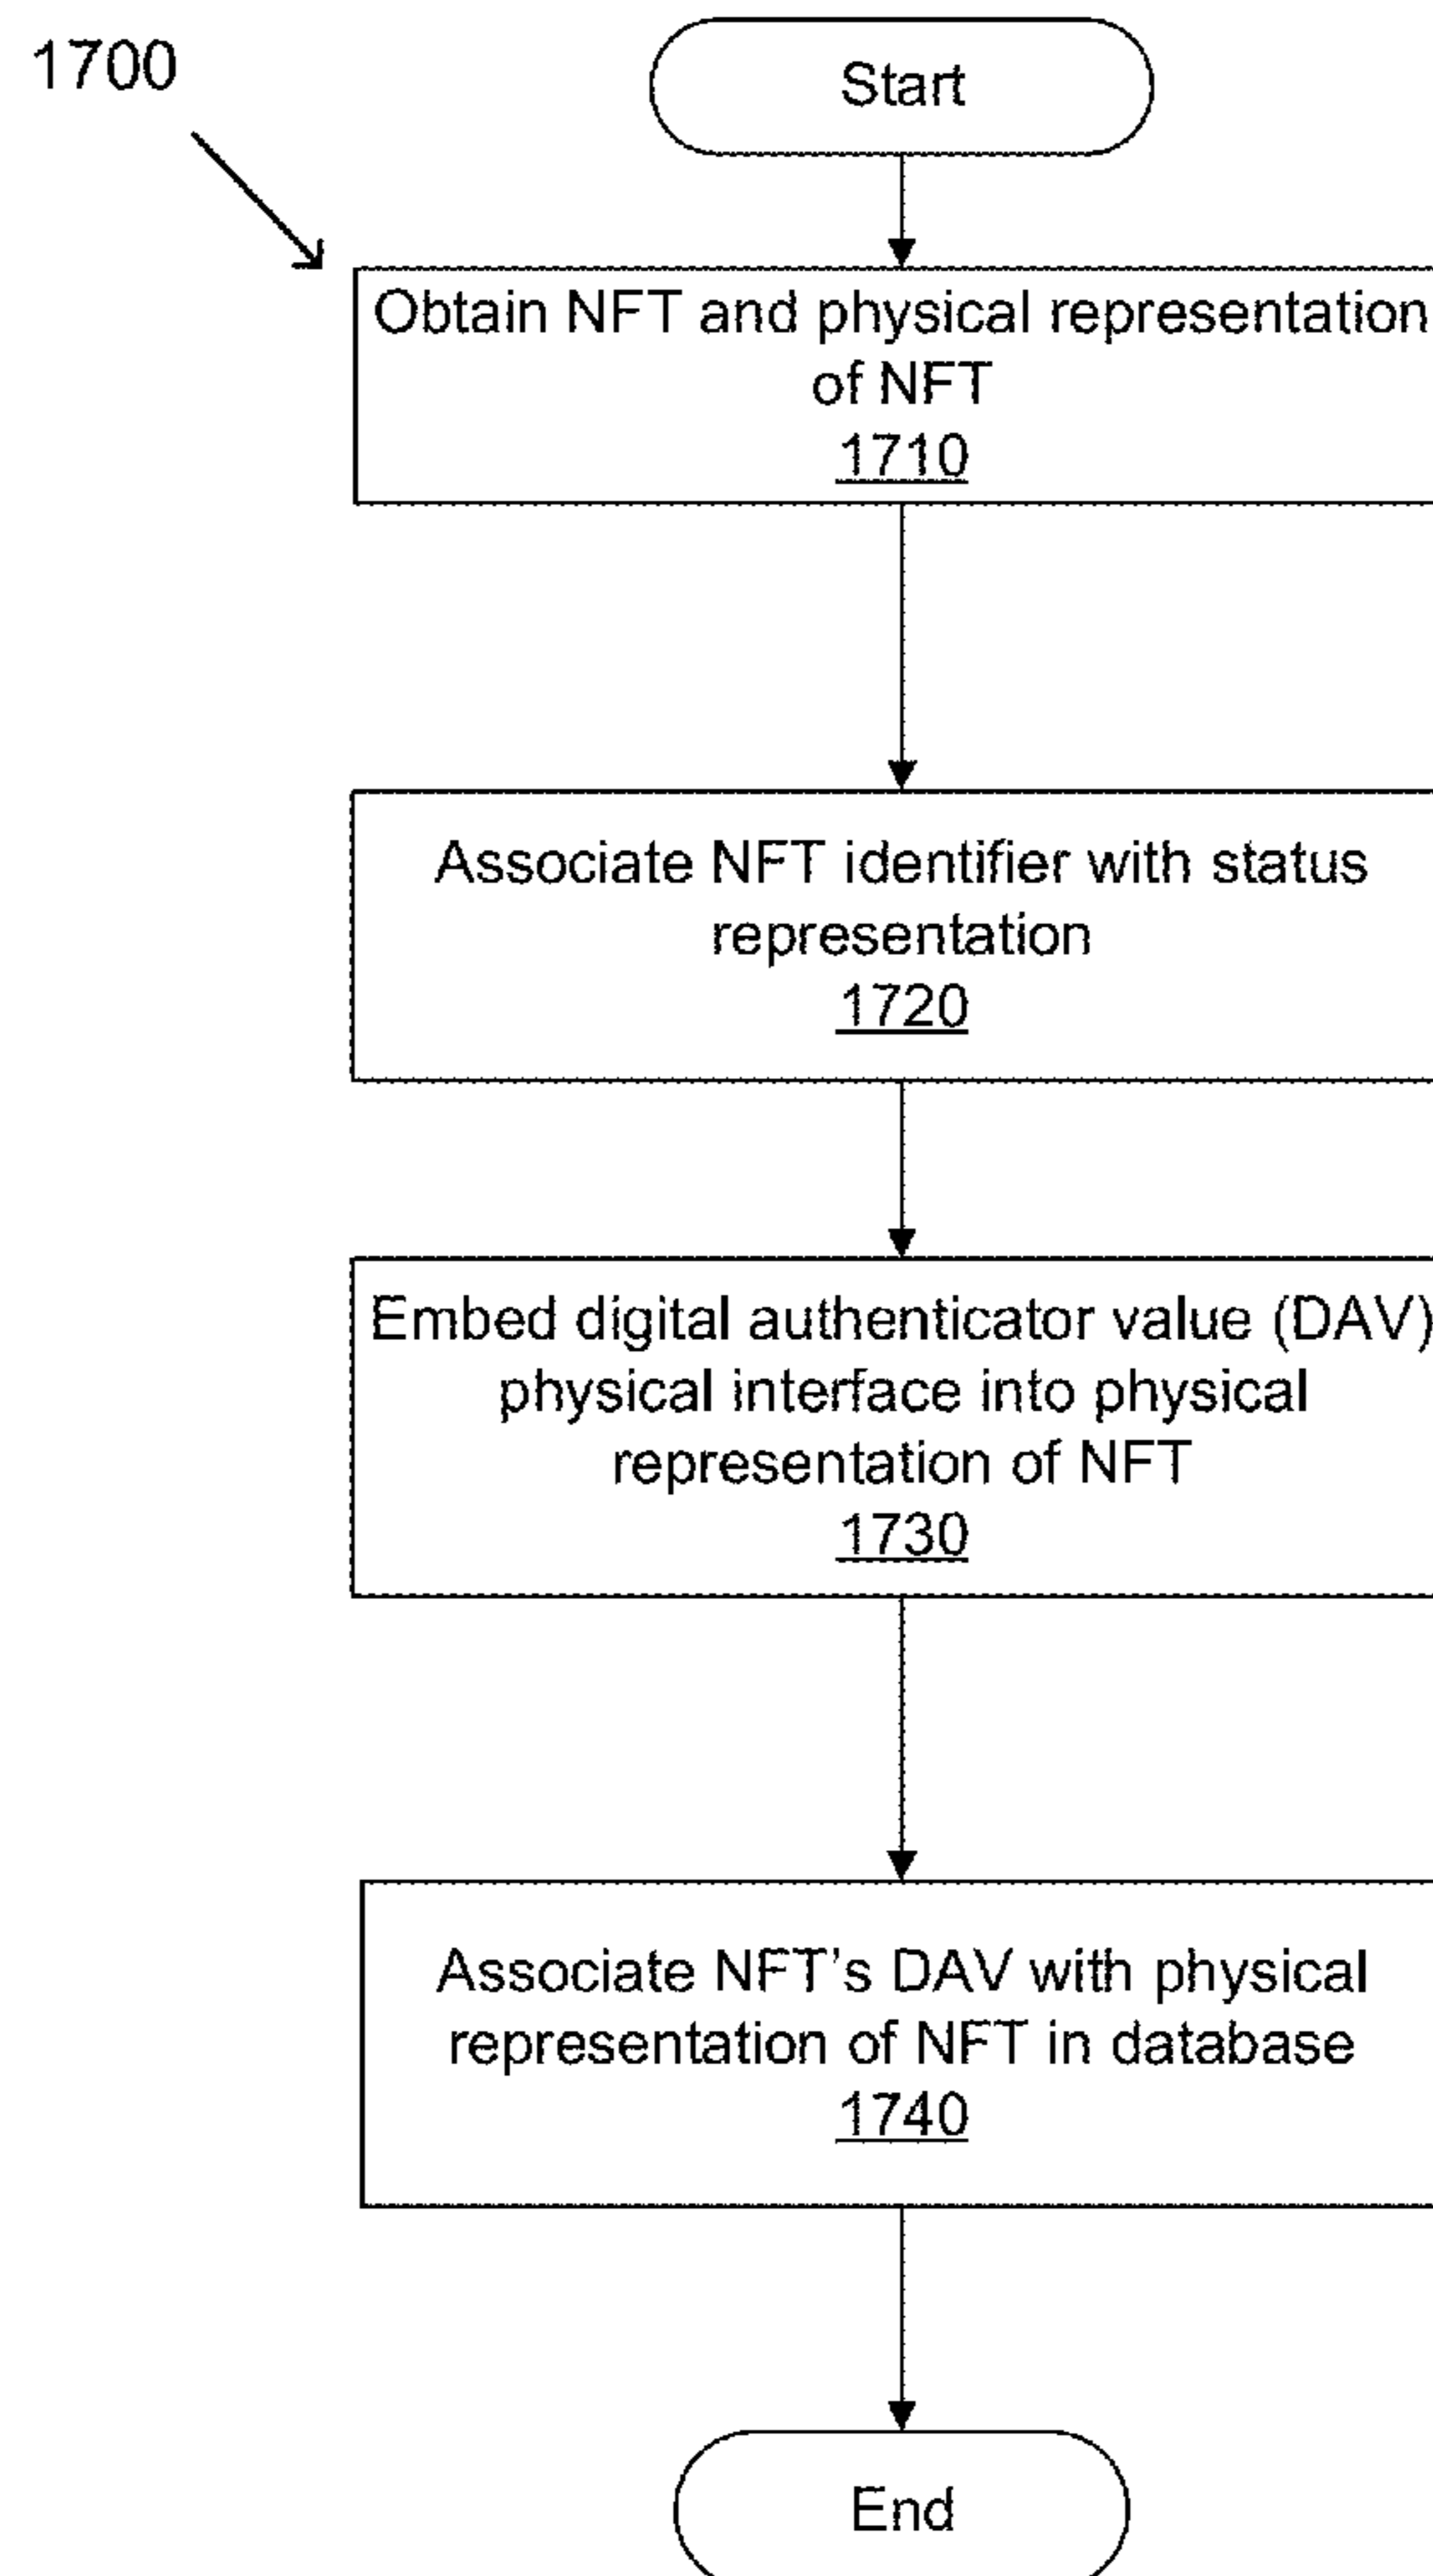 1700
Start
Obtain NFT and physical representation
of NFT
1710
Associate NFT identifier with status
representation
1720
Embed digital authenticator value (DAV)
physical interface into physical
representation of NFT
1730
Associate NFT's DAV with physical
representation of NFT in database
1740
End